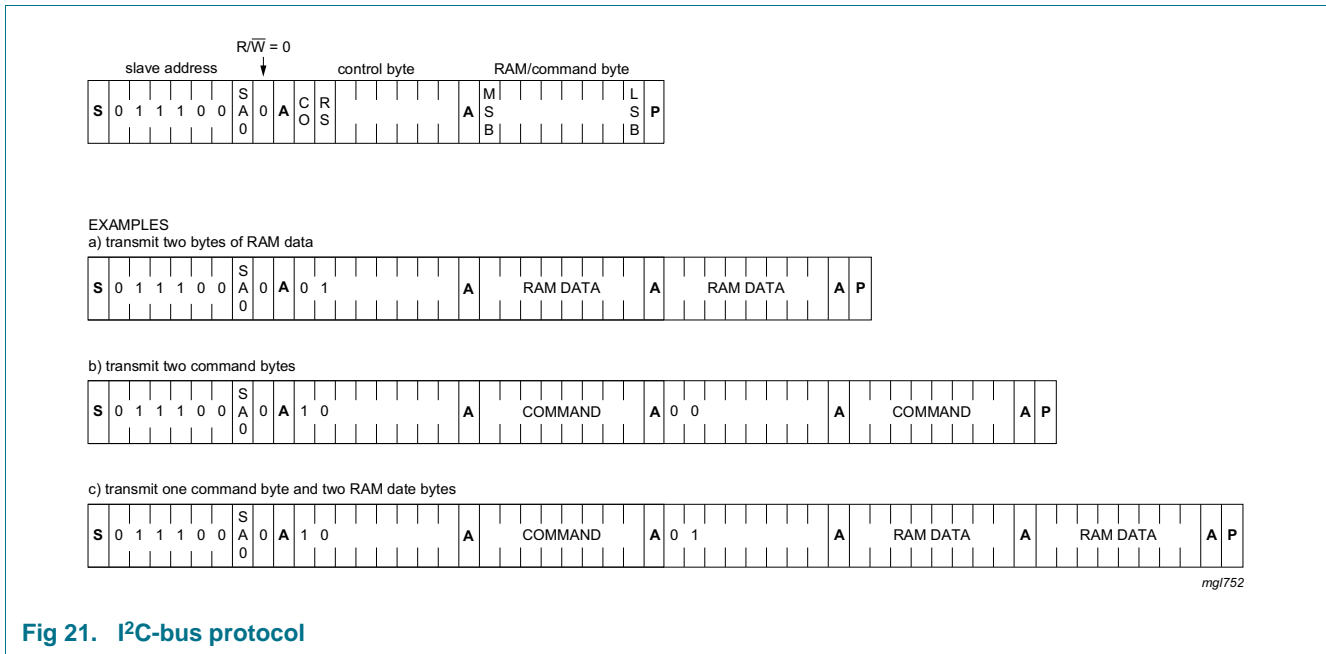 R/W = 0
slave address control byte RAM/command byte
S 0 1 1 1 0 0 SA0 0 A CO RS A MSB LSB P
EXAMPLES
a) transmit two bytes of RAM data
S 0 1 1 1 0 0 SA0 0 A 0 1 A RAM DATA A RAM DATA A P
b) transmit two command bytes
S 0 1 1 1 0 0 SA0 0 A 1 0 A COMMAND A 0 0 A COMMAND A P
c) transmit one command byte and two RAM date bytes
S 0 1 1 1 0 0 SA0 0 A 1 0 A COMMAND A 0 1 A RAM DATA A RAM DATA A P
mgl752
Fig 21. I²C-bus protocol